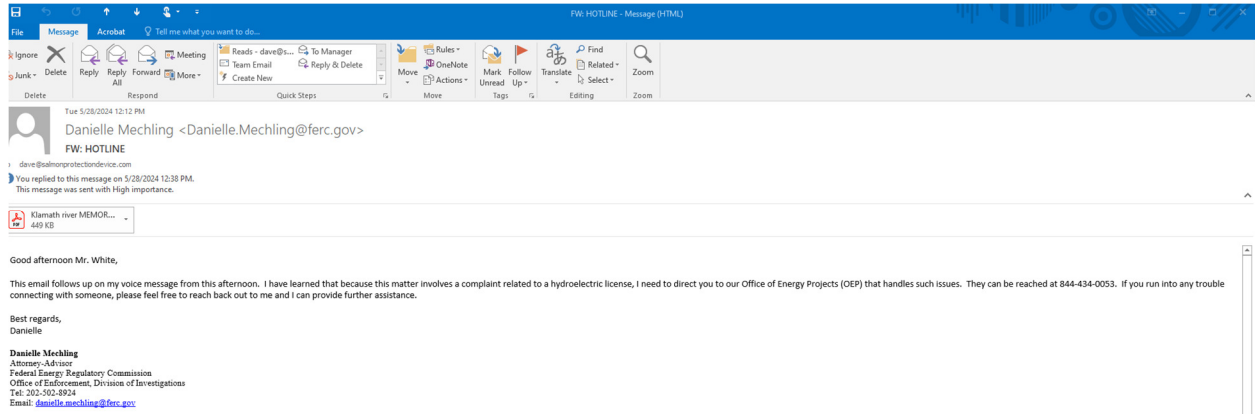 FW: HOTLINE - Message (HTML)
File Message Acrobat Tell me what you want to do...
Ignore
Junk
Delete
Reply
Reply All
Forward
Meeting
More
Reads - dave@s...
Team Email
Create New
To Manager
Reply & Delete
Move
Rules
OneNote
Actions
Mark Unread
Follow Up
Translate
Find
Related
Select
Zoom
Delete Respond Quick Steps Move Tags Editing Zoom
Tue 5/28/2024 12:12 PM
Danielle Mechling <Danielle.Mechling@ferc.gov>
FW: HOTLINE
dave@salmonprotectiondevice.com
You replied to this message on 5/28/2024 12:38 PM.
This message was sent with High importance.
Klamath river MEMOR...
449 KB
Good afternoon Mr. White,
This email follows up on my voice message from this afternoon. I have learned that because this matter involves a complaint related to a hydroelectric license, I need to direct you to our Office of Energy Projects (OEP) that handles such issues. They can be reached at 844-434-0053. If you run into any trouble
connecting with someone, please feel free to reach back out to me and I can provide further assistance.
Best regards,
Danielle
Danielle Mechling
Attorney-Advisor
Federal Energy Regulatory Commission
Office of Enforcement, Division of Investigations
Tel: 202-502-8924
Email: danielle.mechling@ferc.gov